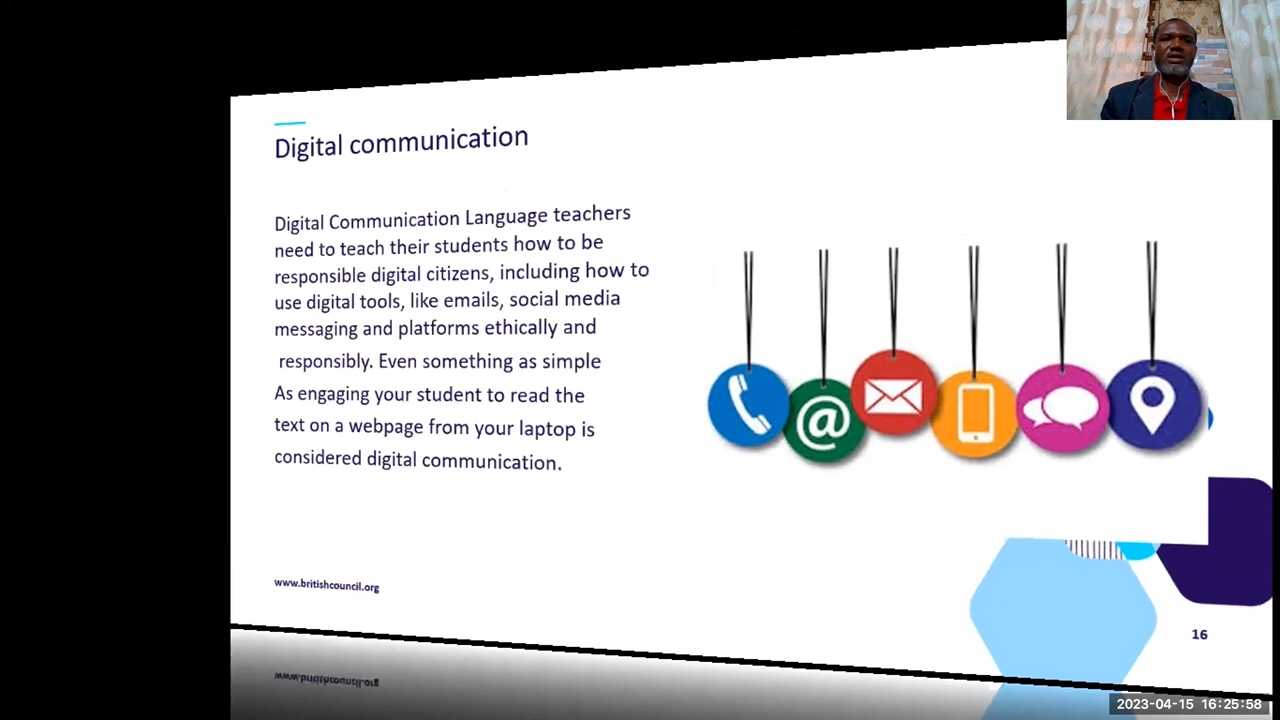 Digital communication
Digital Communication Language teachers
need to teach their students how to be
responsible digital citizens, including how to
use digital tools, like emails, social media
messaging and platforms ethically and
responsibly. Even something as simple
As engaging your student to read the
text on a webpage from your laptop is
considered digital communication.
@
www.britishcouncil.org
16
www.britishcouncil.org
2023-04-15 16:25:58